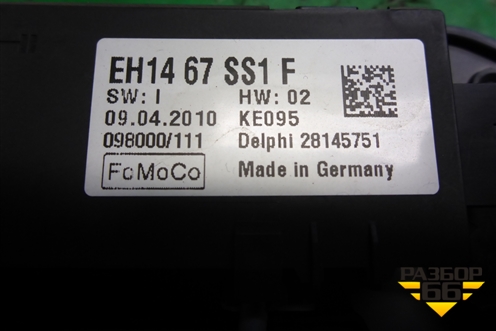 EH14 67 SS1 F
SW: I HW: 02
09.04.2010 KE095
098000/111 Delphi 28145751
FoMoCo Made in Germany
РАЗБОР
66